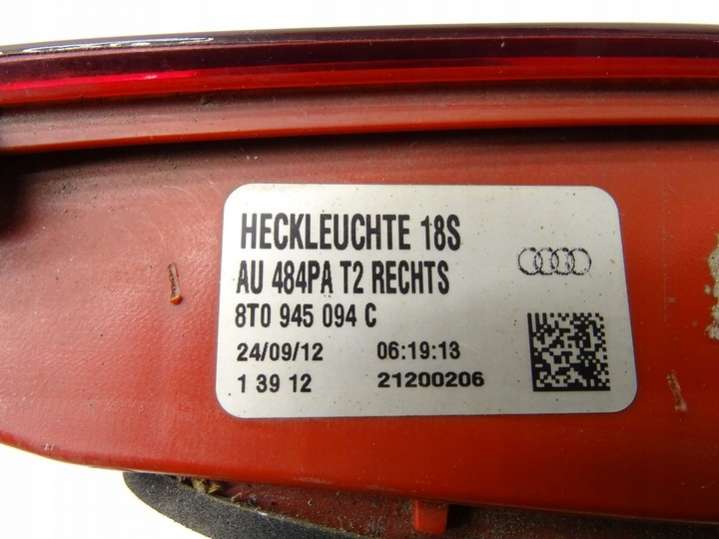 HECKLEUCHTE 18S
AU 484PA T2 RECHTS
8T0 945 094 C
24/09/12 06:19:13
1 39 12 21200206